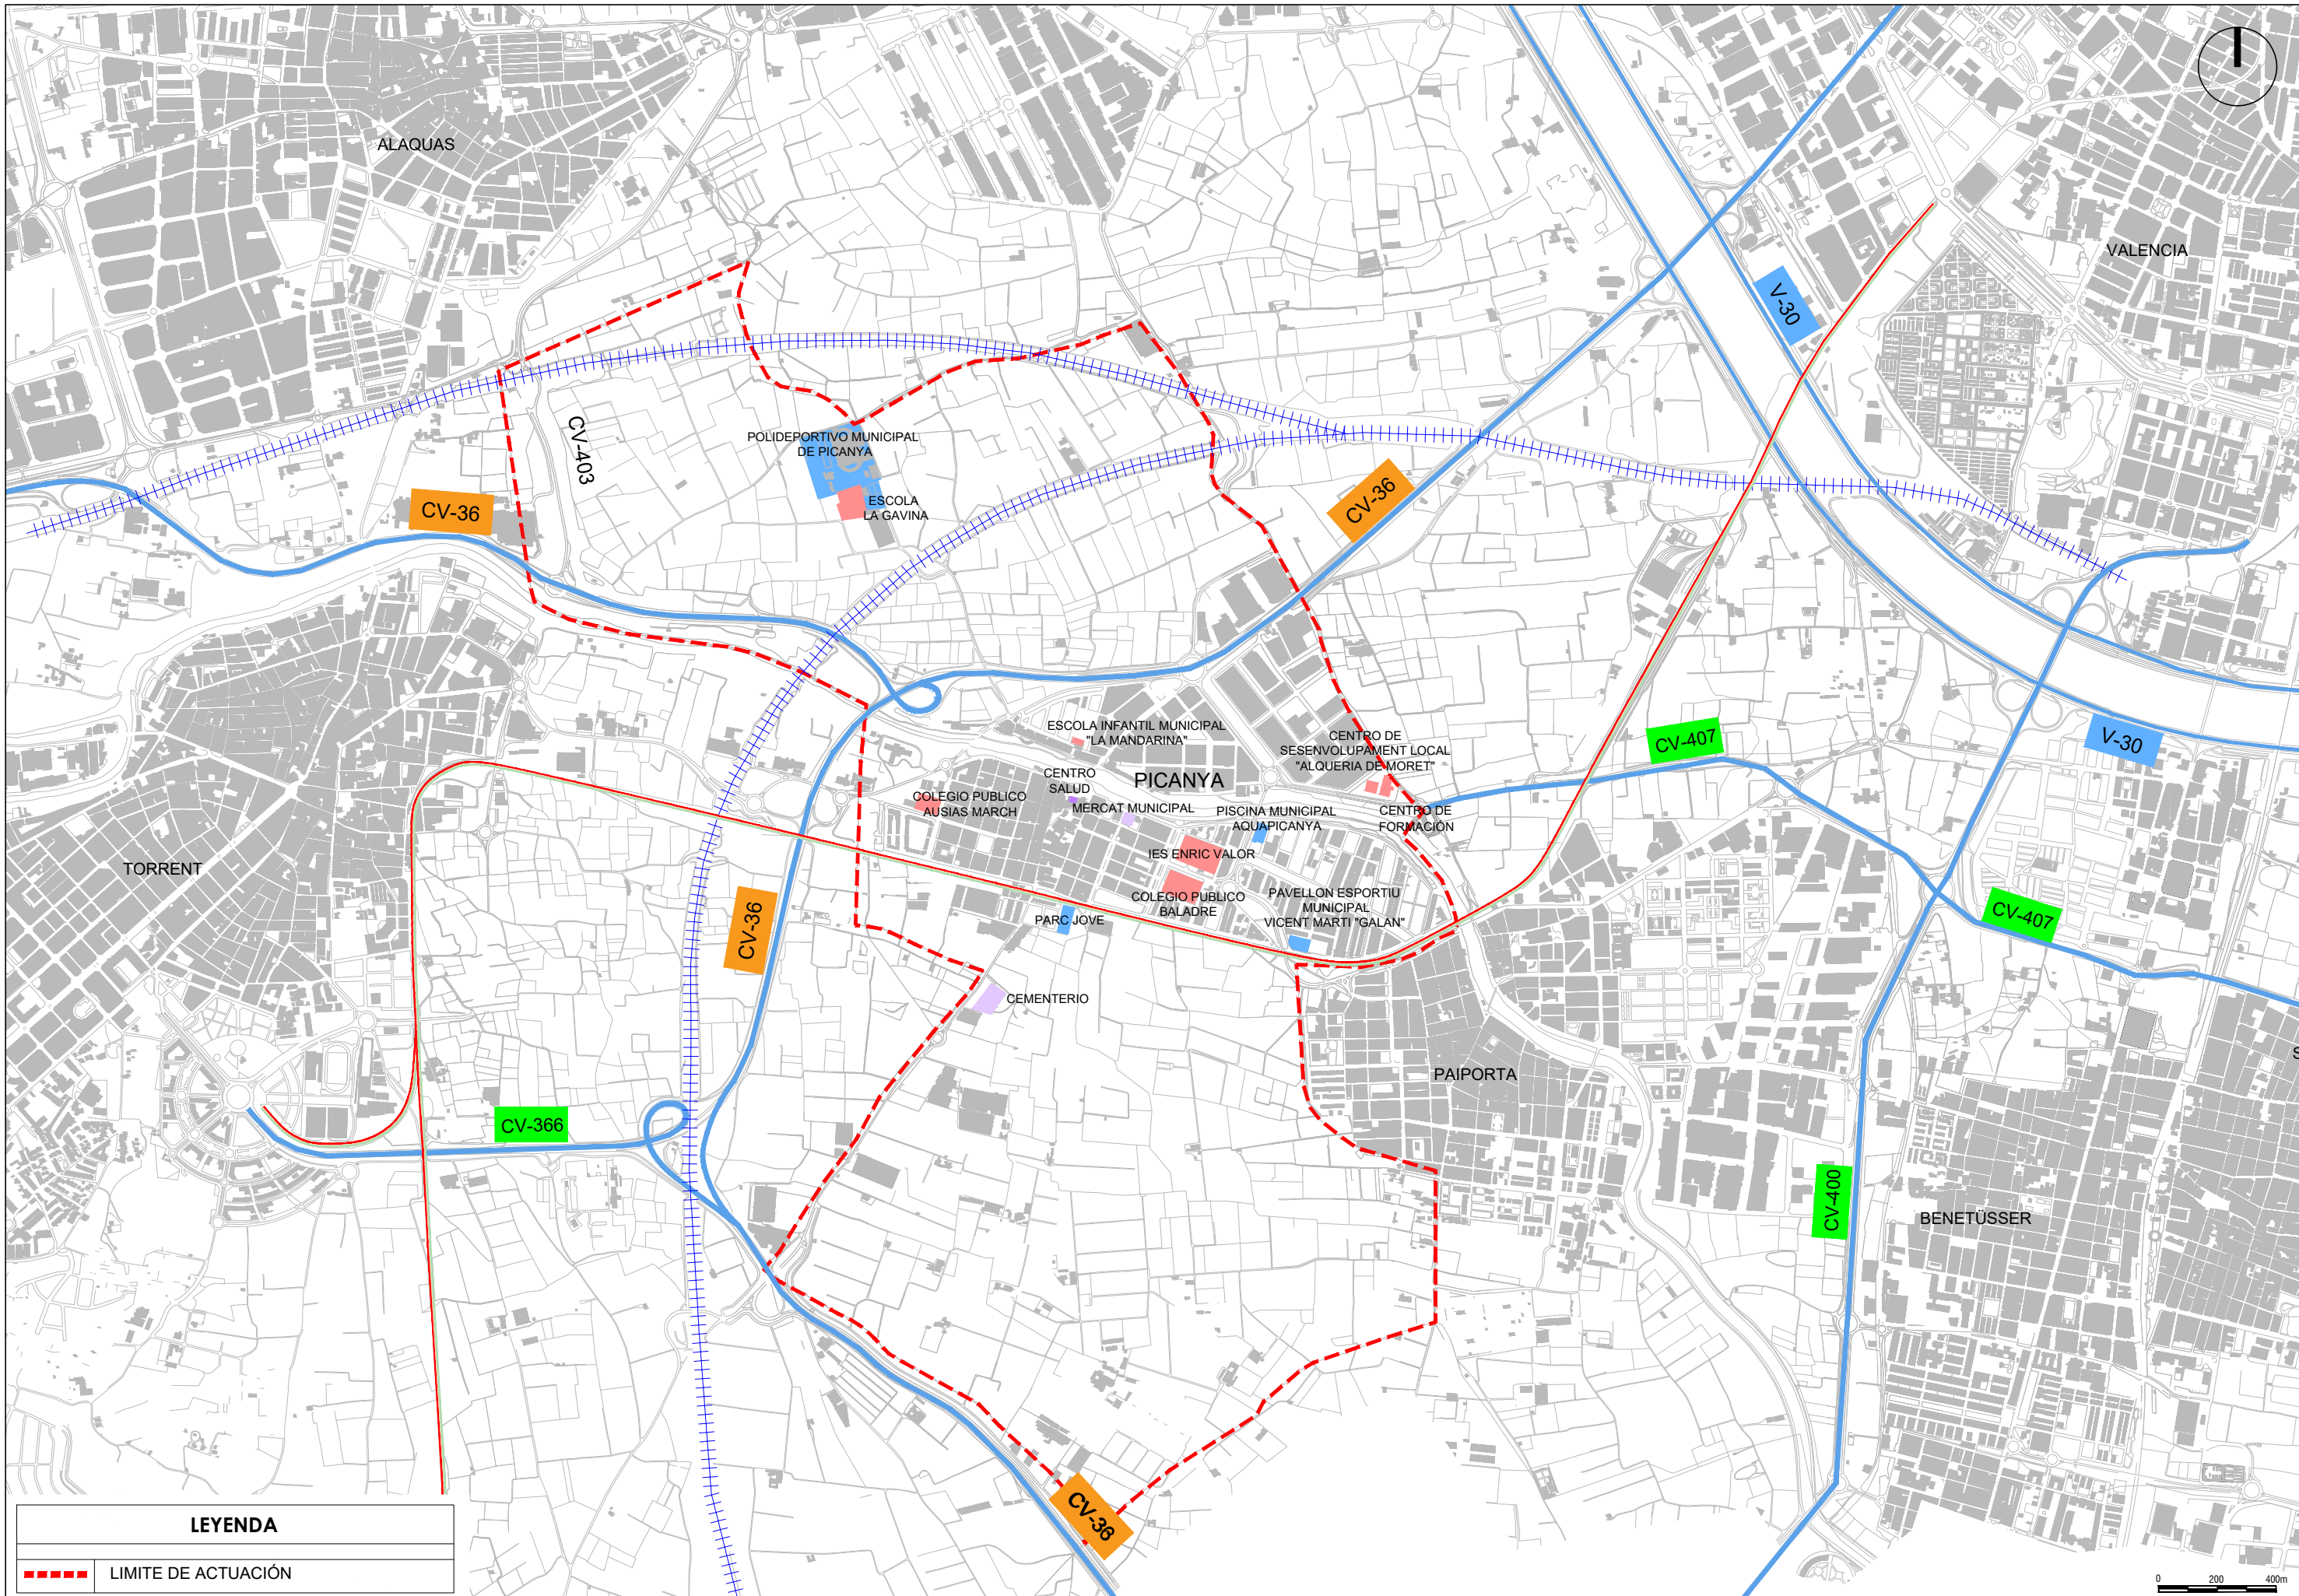 ALAQUAS
VALENCIA
V-30
CV-403
POLIDEPORTIVO MUNICIPAL
DE PICANYA
ESCOLA
LA GAVINA
CV-36
CV-36
ESCOLA INFANTIL MUNICIPAL
"LA MANDARINA"
CENTRO DE
SESENVOLUPAMENT LOCAL
"ALQUERIA DE MORET"
CV-407
V-30
CENTRO
SALUD
PICANYA
COLEGIO PUBLICO
AUSIAS MARCH
MERCAT MUNICIPAL
PISCINA MUNICIPAL
AQUAPICANYA
CENTRO DE
FORMACIÓN
IES ENRIC VALOR
TORRENT
COLEGIO PUBLICO
BALADRE
PAVELLON ESPORTIU
MUNICIPAL
VICENT MARTI "GALAN"
CV-36
PARC JOVE
CV-407
CEMENTERIO
S
PAIPORTA
CV-366
CV-400
BENETÜSSER
CV-36
LEYENDA
LIMITE DE ACTUACIÓN
0 200 400m